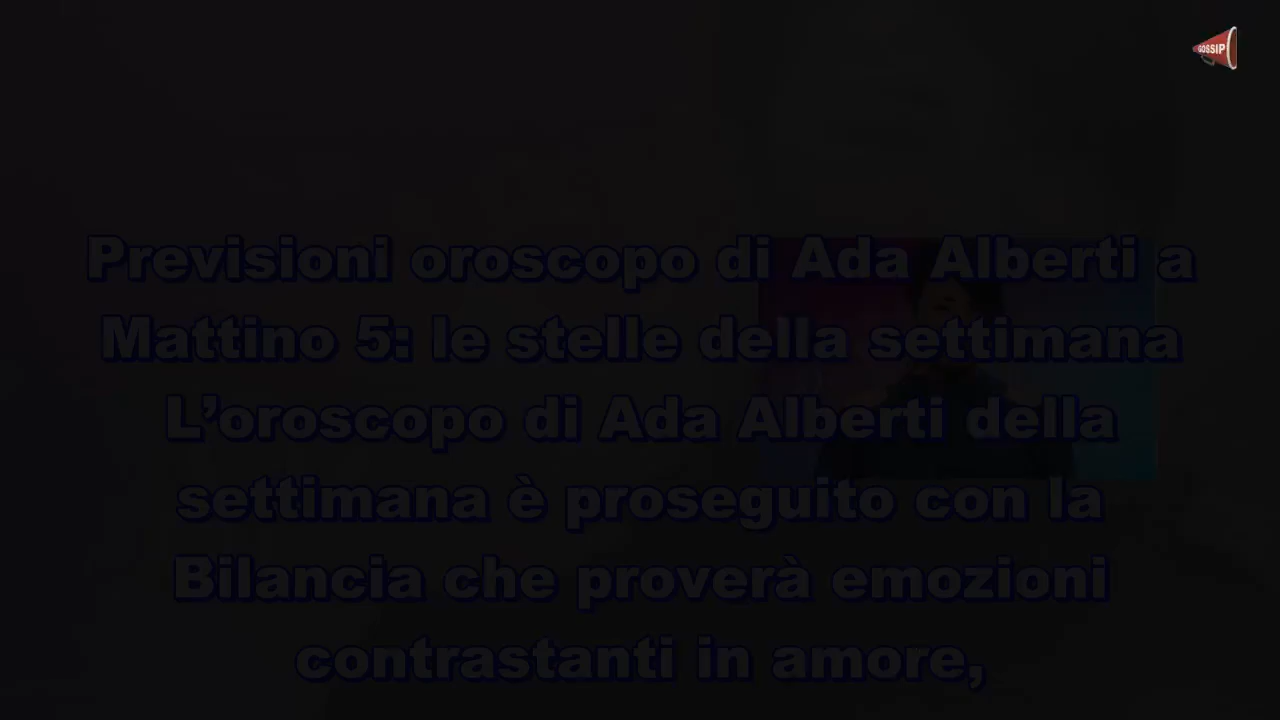 GOSSIP
Previsioni oroscopo di Ada Alberti a
Mattino 5: le stelle della settimana
L’oroscopo di Ada Alberti della
settimana è proseguito con la
Bilancia che proverà emozioni
contrastanti in amore,